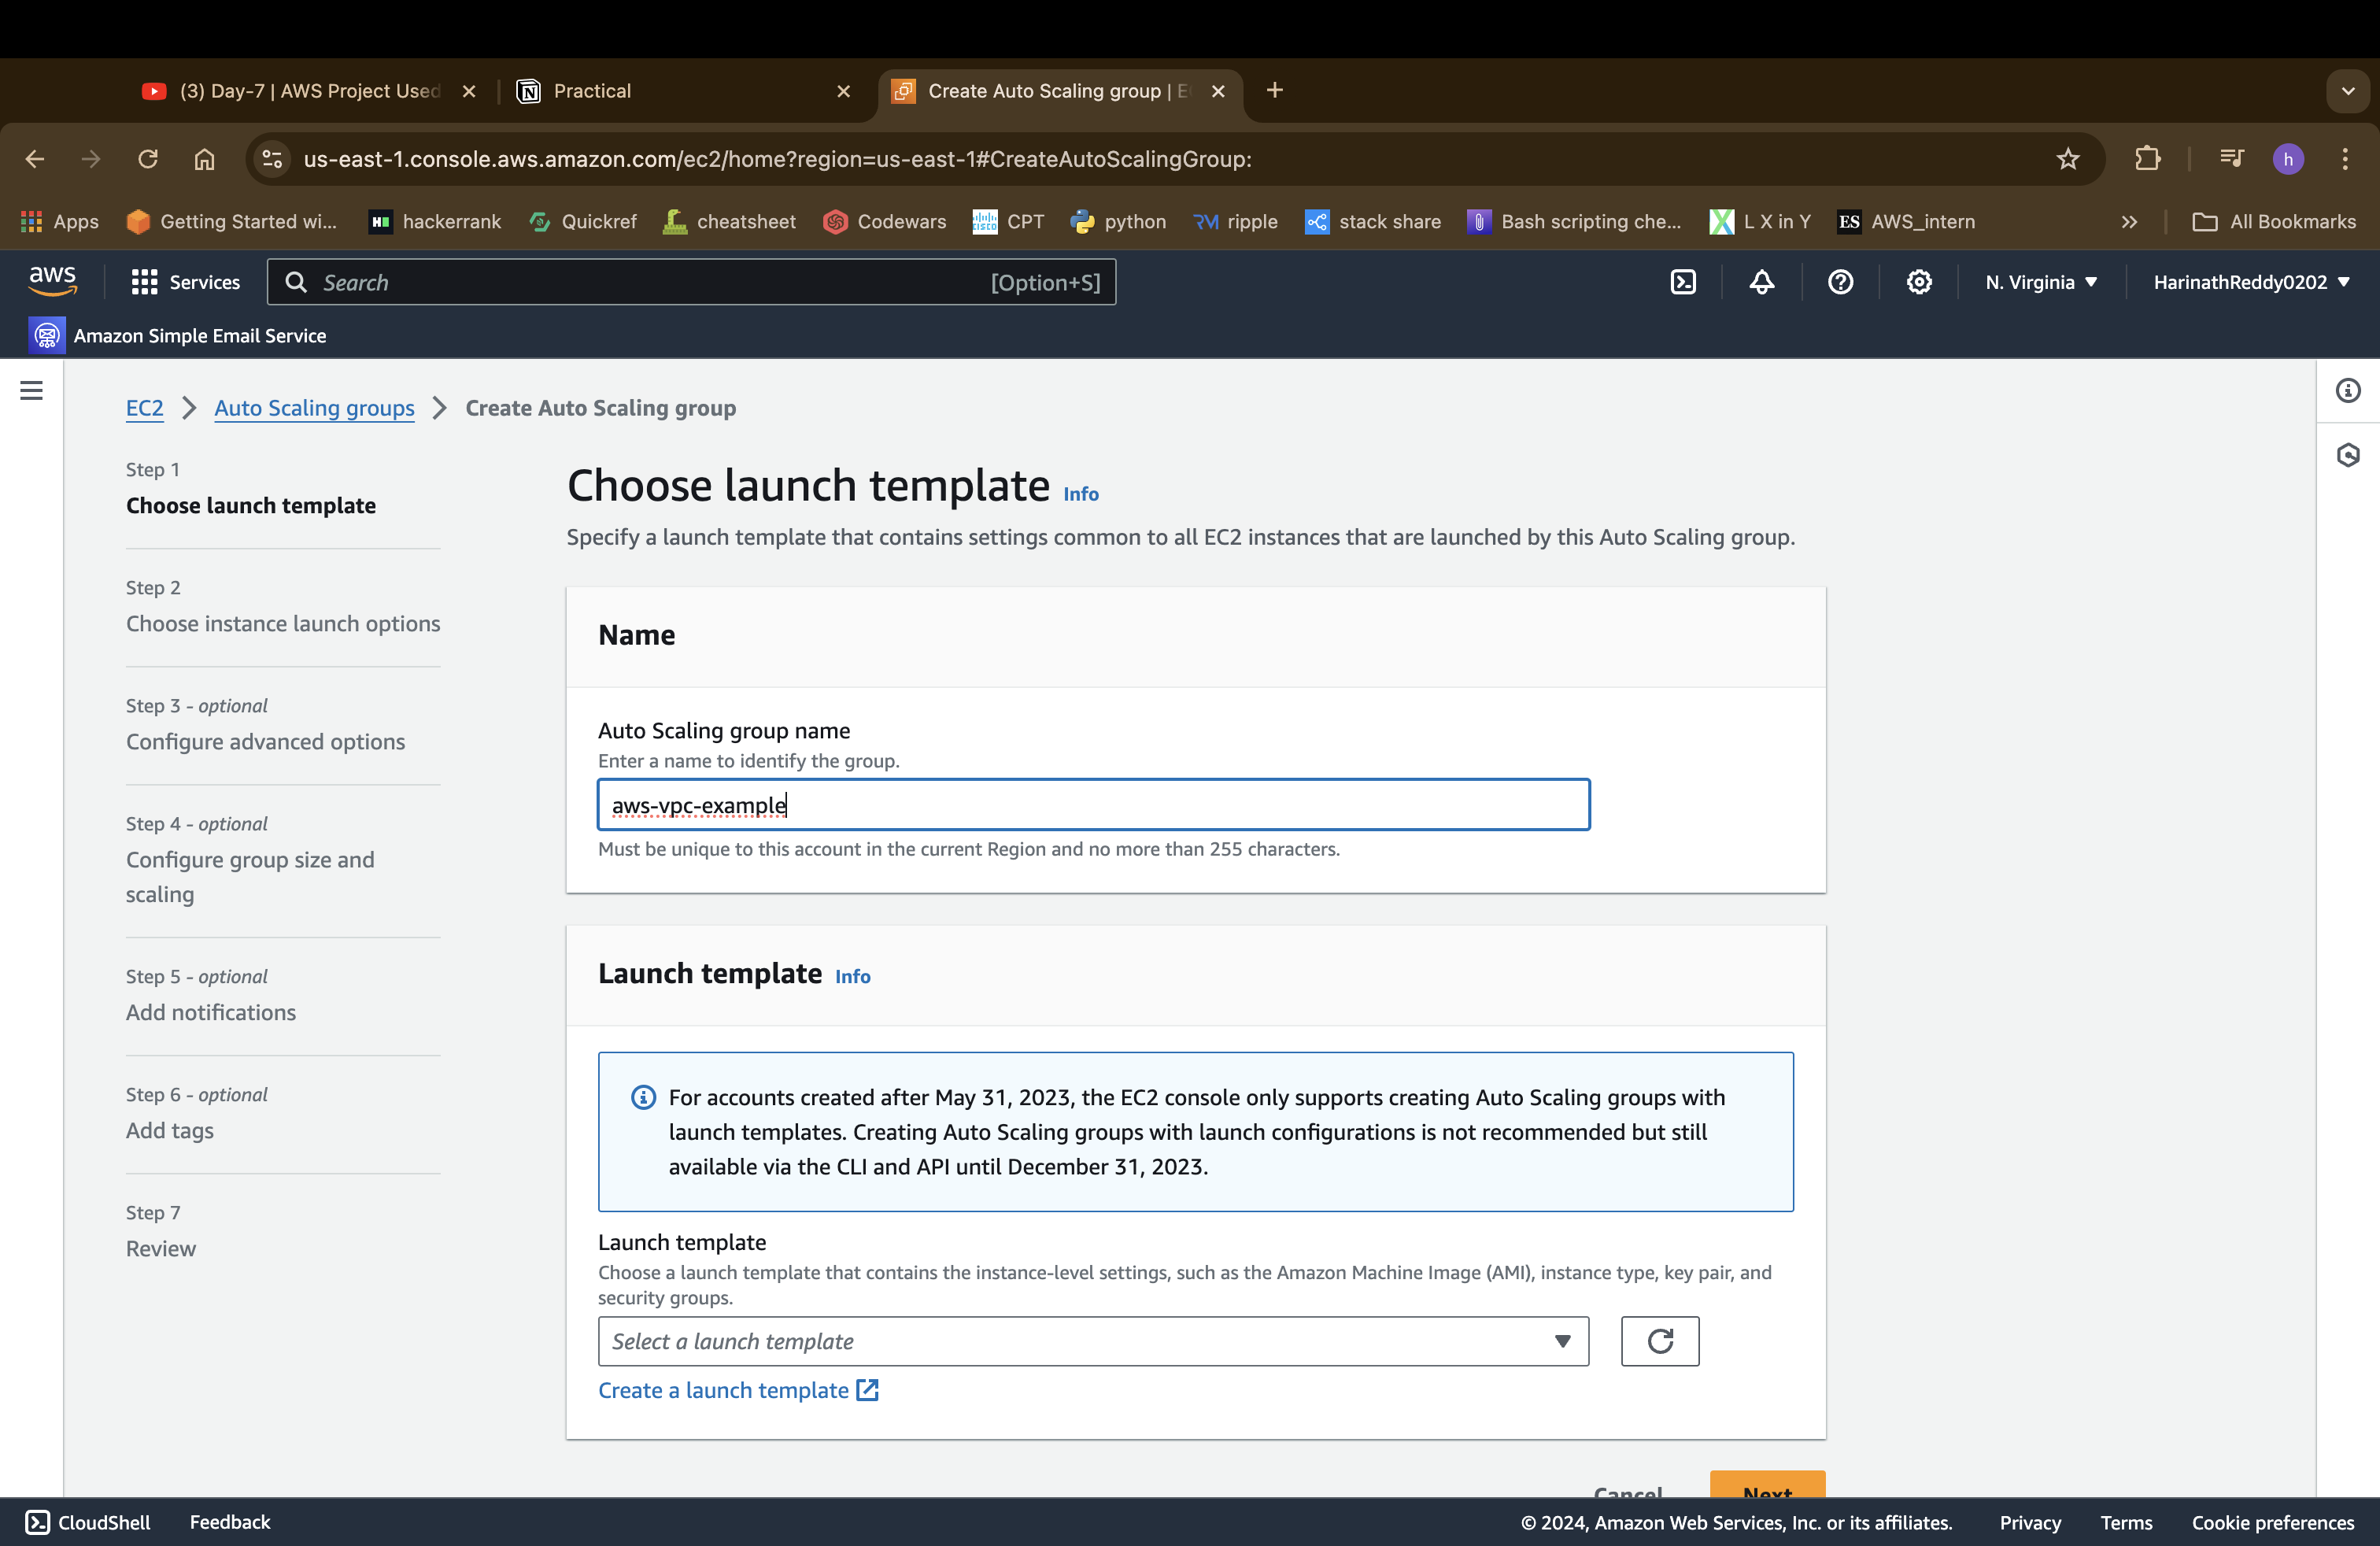 (3) Day-7 | AWS Project Used
Practical
Create Auto Scaling group | E
us-east-1.console.aws.amazon.com/ec2/home?region=us-east-1#CreateAutoScalingGroup:
h
Apps
Getting Started wi...
hackerrank
Quickref
cheatsheet
Codewars
CPT
python
ripple
stack share
Bash scripting che...
L X in Y
ES AWS_intern
All Bookmarks
aws
Services
Search
[Option+S]
N. Virginia
HarinathReddy0202
Amazon Simple Email Service
EC2
Auto Scaling groups
Create Auto Scaling group
Step 1
Choose launch template
Step 2
Choose instance launch options
Step 3 - optional
Configure advanced options
Step 4 - optional
Configure group size and
scaling
Step 5 - optional
Add notifications
Step 6 - optional
Add tags
Step 7
Review
Choose launch template Info
Specify a launch template that contains settings common to all EC2 instances that are launched by this Auto Scaling group.
Name
Auto Scaling group name
Enter a name to identify the group.
aws-vpc-example
Must be unique to this account in the current Region and no more than 255 characters.
Launch template Info
For accounts created after May 31, 2023, the EC2 console only supports creating Auto Scaling groups with
launch templates. Creating Auto Scaling groups with launch configurations is not recommended but still
available via the CLI and API until December 31, 2023.
Launch template
Choose a launch template that contains the instance-level settings, such as the Amazon Machine Image (AMI), instance type, key pair, and
security groups.
Select a launch template
Create a launch template
Cancel
Next
CloudShell
Feedback
© 2024, Amazon Web Services, Inc. or its affiliates.
Privacy
Terms
Cookie preferences